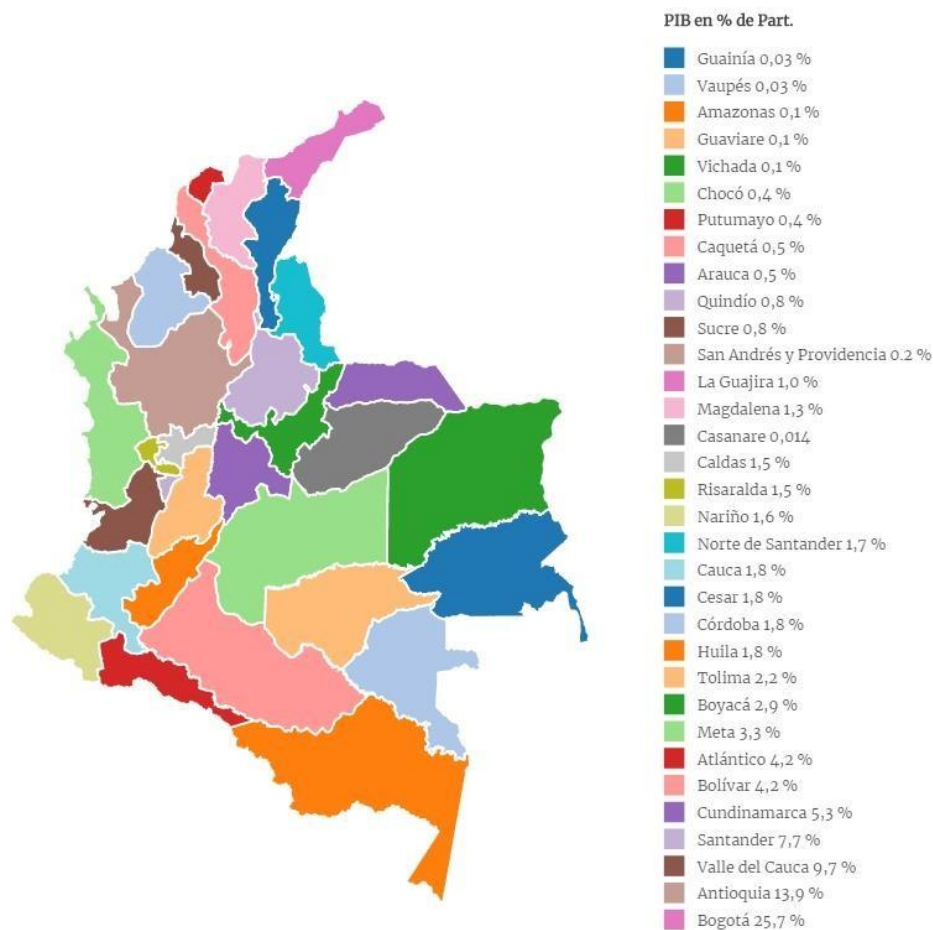 PIB en % de Part.
Guainía 0,03 %
Vaupés 0,03 %
Amazonas 0,1 %
Guaviare 0,1 %
Vichada 0,1 %
Chocó 0,4 %
Putumayo 0,4 %
Caquetá 0,5 %
Arauca 0,5 %
Quindío 0,8 %
Sucre 0,8 %
San Andrés y Providencia 0.2 %
La Guajira 1,0 %
Magdalena 1,3 %
Casanare 0,014
Caldas 1,5 %
Risaralda 1,5 %
Nariño 1,6 %
Norte de Santander 1,7 %
Cauca 1,8 %
Cesar 1,8 %
Córdoba 1,8 %
Huila 1,8 %
Tolima 2,2 %
Boyacá 2,9 %
Meta 3,3 %
Atlántico 4,2 %
Bolívar 4,2 %
Cundinamarca 5,3 %
Santander 7,7 %
Valle del Cauca 9,7 %
Antioquia 13,9 %
Bogotá 25,7 %